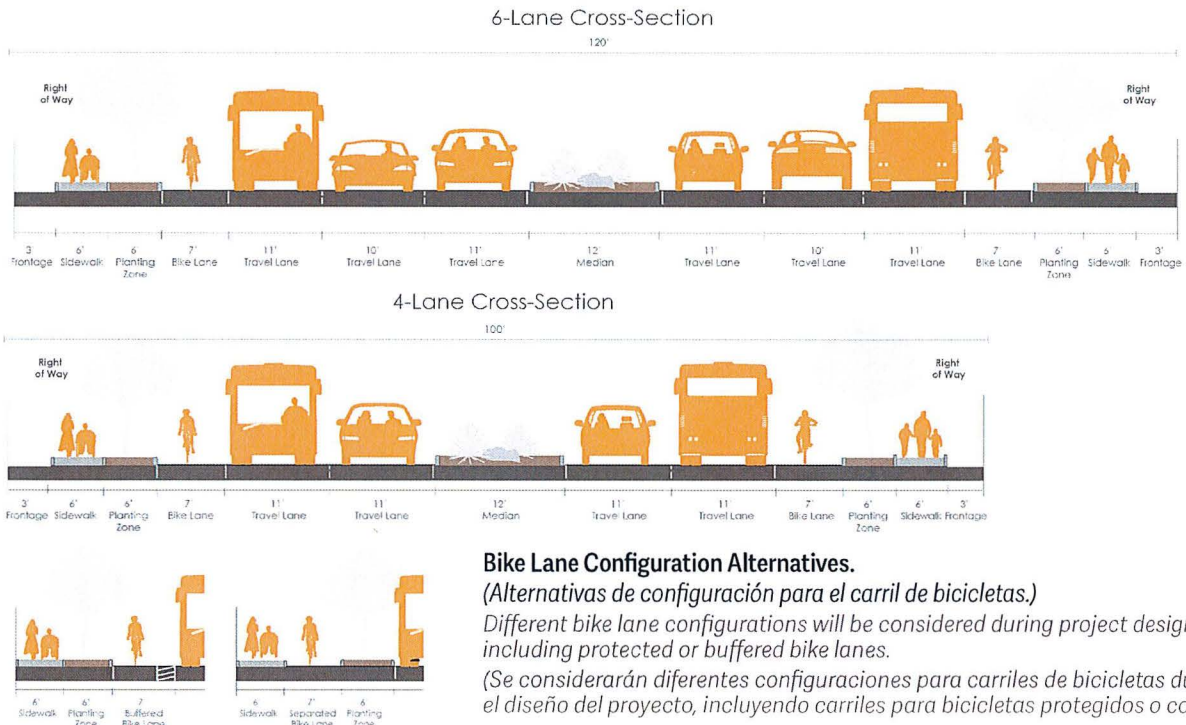 6-Lane Cross-Section
120'
Right
of Way
Right
of Way
3' 6' 6' 7' 11' 10' 11' 12' 11' 10' 11' 7' 6' 6' 3'
Frontage Sidewalk Planting Zone Bike Lane Travel Lane Travel Lane Travel Lane Median Travel Lane Travel Lane Travel Lane Bike Lane Planting Zone Sidewalk Frontage
4-Lane Cross-Section
100'
Right
of Way
Right
of Way
3' 6' 6' 7' 11' 11' 12' 11' 11' 7' 6' 6' 3'
Frontage Sidewalk Planting Zone Bike Lane Travel Lane Travel Lane Median Travel Lane Travel Lane Bike Lane Planting Zone Sidewalk Frontage
6' 6' 7'
Sidewalk Planting Zone Buffered Bike Lane
6' 7' 6'
Sidewalk Separated Bike Lane Planting Zone
Bike Lane Configuration Alternatives.
(Alternativas de configuración para el carril de bicicletas.)
Different bike lane configurations will be considered during project design
including protected or buffered bike lanes.
(Se considerarán diferentes configuraciones para carriles de bicicletas
el diseño del proyecto, incluyendo carriles para bicicletas protegidos o